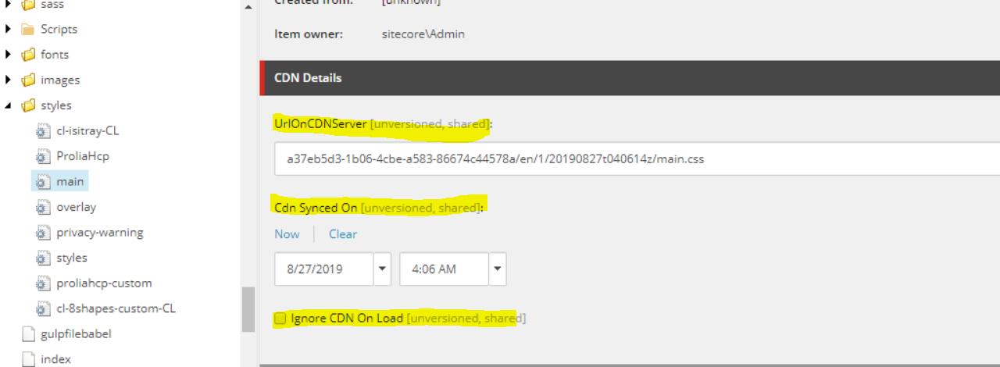 sass
Scripts
fonts
images
styles
cl-isitray-CL
ProliaHcp
main
overlay
privacy-warning
styles
proliahcp-custom
cl-8shapes-custom-CL
gulpfilebabel
index
Created from: [unknown]
Item owner: sitecore\Admin
CDN Details
UrlOnCDNServer [unversioned, shared]:
a37eb5d3-1b06-4cbe-a583-86674c44578a/en/1/20190827t040614z/main.css
Cdn Synced On [unversioned, shared]:
Now Clear
8/27/2019 4:06 AM
Ignore CDN On Load [unversioned, shared]